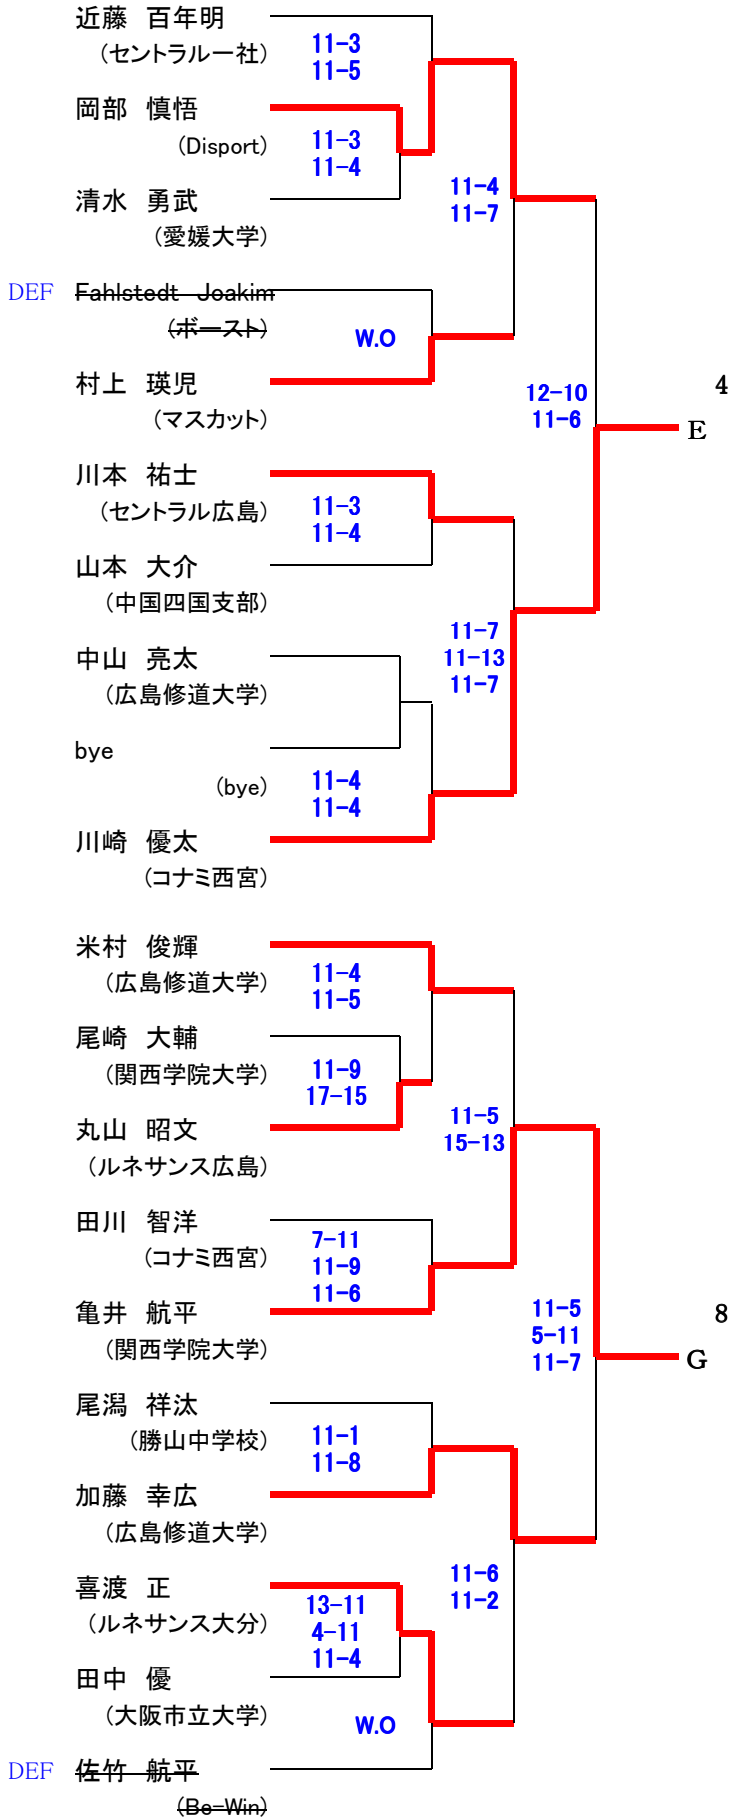 近藤 百年明
(セントラル一社)
11-3
11-5
岡部 慎悟
(Disport)
11-3
11-4
清水 勇武
(愛媛大学)
11-4
11-7
DEF Fahlstedt Joakim
(ボースト)
W.O
村上 瑛児
(マスカット)
12-10
11-6
4
E
川本 祐士
(セントラル広島)
11-3
11-4
山本 大介
(中国四国支部)
11-7
11-13
11-7
中山 亮太
(広島修道大学)
bye
(bye)
11-4
11-4
川崎 優太
(コナミ西宮)
米村 俊輝
(広島修道大学)
11-4
11-5
尾崎 大輔
(関西学院大学)
11-9
17-15
丸山 昭文
(ルネサンス広島)
11-5
15-13
田川 智洋
(コナミ西宮)
7-11
11-9
11-6
亀井 航平
(関西学院大学)
11-5
5-11
11-7
8
G
尾潟 祥汰
(勝山中学校)
11-1
11-8
加藤 幸広
(広島修道大学)
11-6
11-2
喜渡 正
(ルネサンス大分)
13-11
4-11
11-4
田中 優
(大阪市立大学)
W.O
DEF 佐竹 航平
(Be-Win)